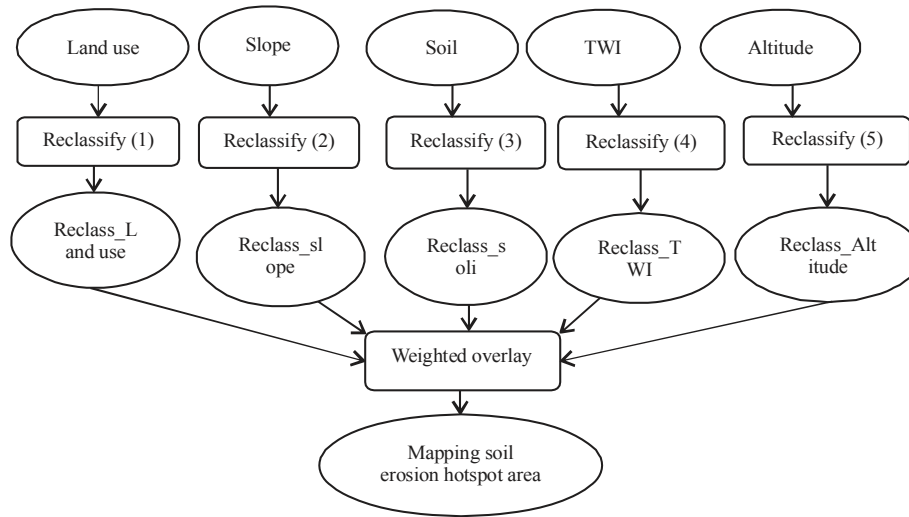 Land use
Slope
Soil
TWI
Altitude
Reclassify (1)
Reclassify (2)
Reclassify (3)
Reclassify (4)
Reclassify (5)
Reclass_L
and use
Reclass_sl
ope
Reclass_s
oli
Reclass_T
WI
Reclass_Alt
itude
Weighted overlay
Mapping soil
erosion hotspot area